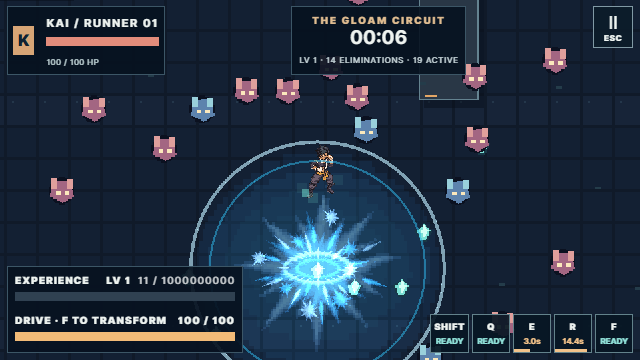 K
KAI / RUNNER 01
100 / 100 HP
THE GLOAM CIRCUIT
00:06
LV 1 · 14 ELIMINATIONS · 19 ACTIVE
ESC
EXPERIENCE LV 1 11 / 1000000000
DRIVE · F TO TRANSFORM 100 / 100
SHIFT READY
Q READY
E 3.0s
R 14.4s
F READY